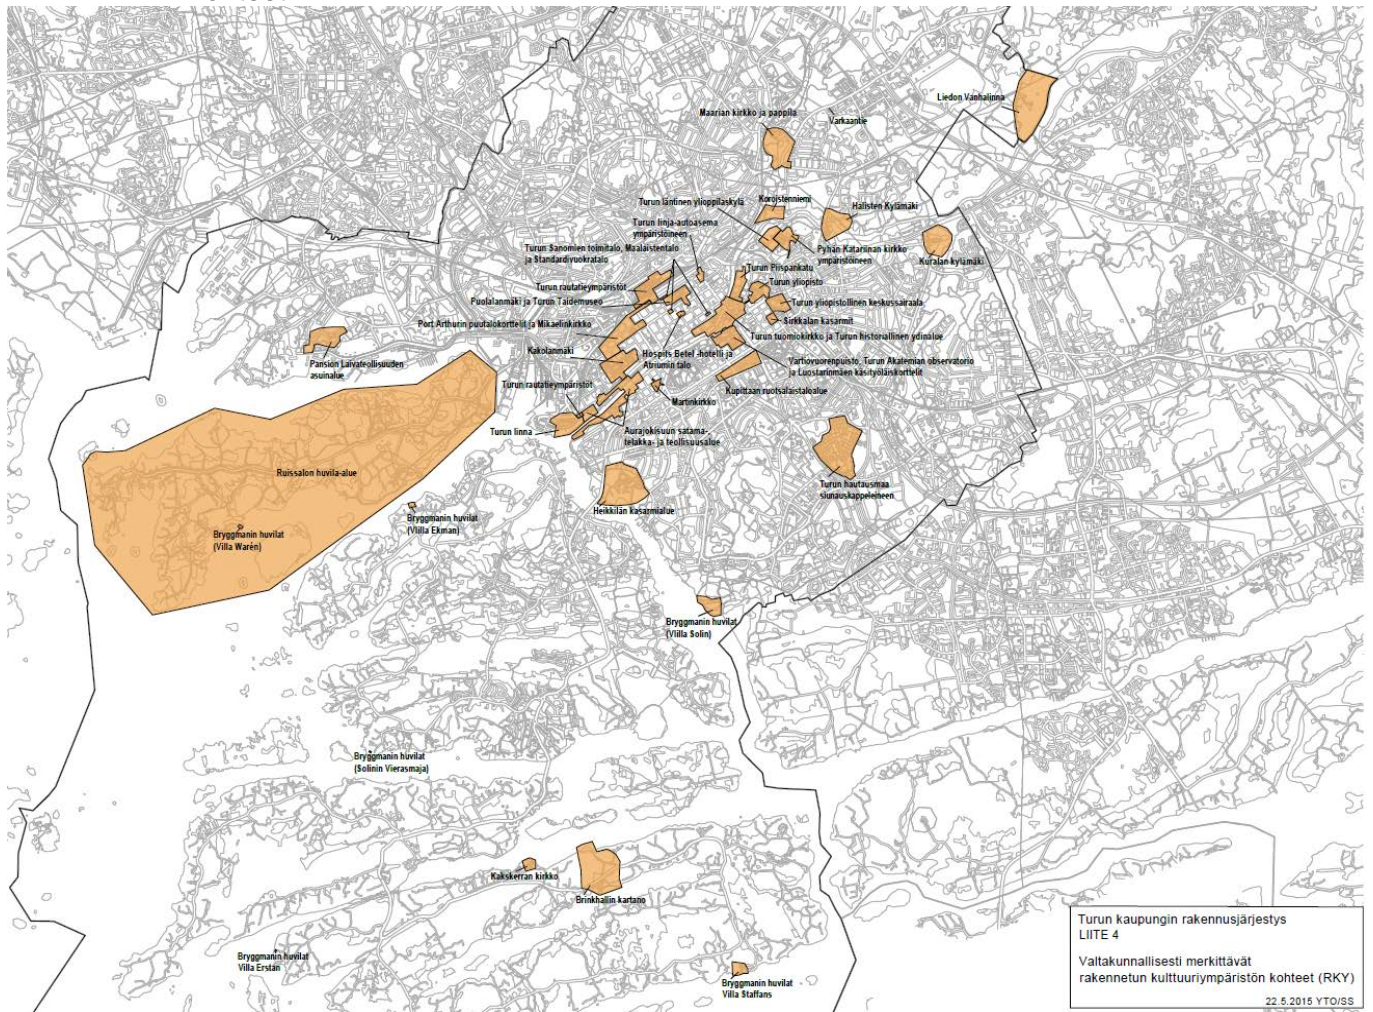 Liedon Vanhalinna
Maarian kirkko ja pappila
Varkaantie
Koroistenniemi
Turun läntinen ylioppilaskylä
Halisten Kylämäki
Turun linja-autoasema
ympäristöineen
Turun Sanomien toimitalo, Maalaistentalo
ja Standardivuokratalo
Pyhän Katariinan kirkko
ympäristöineen
Kuralan kylämäki
Turun Piispankatu
Turun yliopisto
Turun rautatieympäristöt
Puolalanmäki ja Turun Taidemuseo
Turun yliopistollinen keskussairaala
Sirkkalan kasarmit
Port Arthurin puutalokorttelit ja Mikaelinkirkko
Turun tuomiokirkko ja Turun historiallinen ydinalue
Kakolanmäki
Hospits Betel -hotelli ja
Atriumin talo
Vartiovuorenpuisto, Turun Akatemian observatorio
ja Luostarinmäen käsityöläiskorttelit
Pansion Laivateollisuuden
asuinalue
Turun rautatieympäristöt
Kupittaan ruotsalaistaloalue
Martinkirkko
Turun linna
Aurajokisuun satama-,
telakka- ja teollisuusalue
Ruissalon huvila-alue
Turun hautausmaa
siunauskappeleineen
Heikkilän kasarmialue
Bryggmanin huvilat
(Villa Ekman)
Bryggmanin huvilat
(Villa Warén)
Bryggmanin huvilat
(Villa Solin)
Bryggmanin huvilat
(Solinin Vierasmaja)
Kakskerran kirkko
Brinkhallin kartano
Bryggmanin huvilat
Villa Erstan
Bryggmanin huvilat
Villa Staffans
Turun kaupungin rakennusjärjestys
LIITE 4
Valtakunnallisesti merkittävät
rakennetun kulttuuriympäristön kohteet (RKY)
22.5.2015 YTO/SS